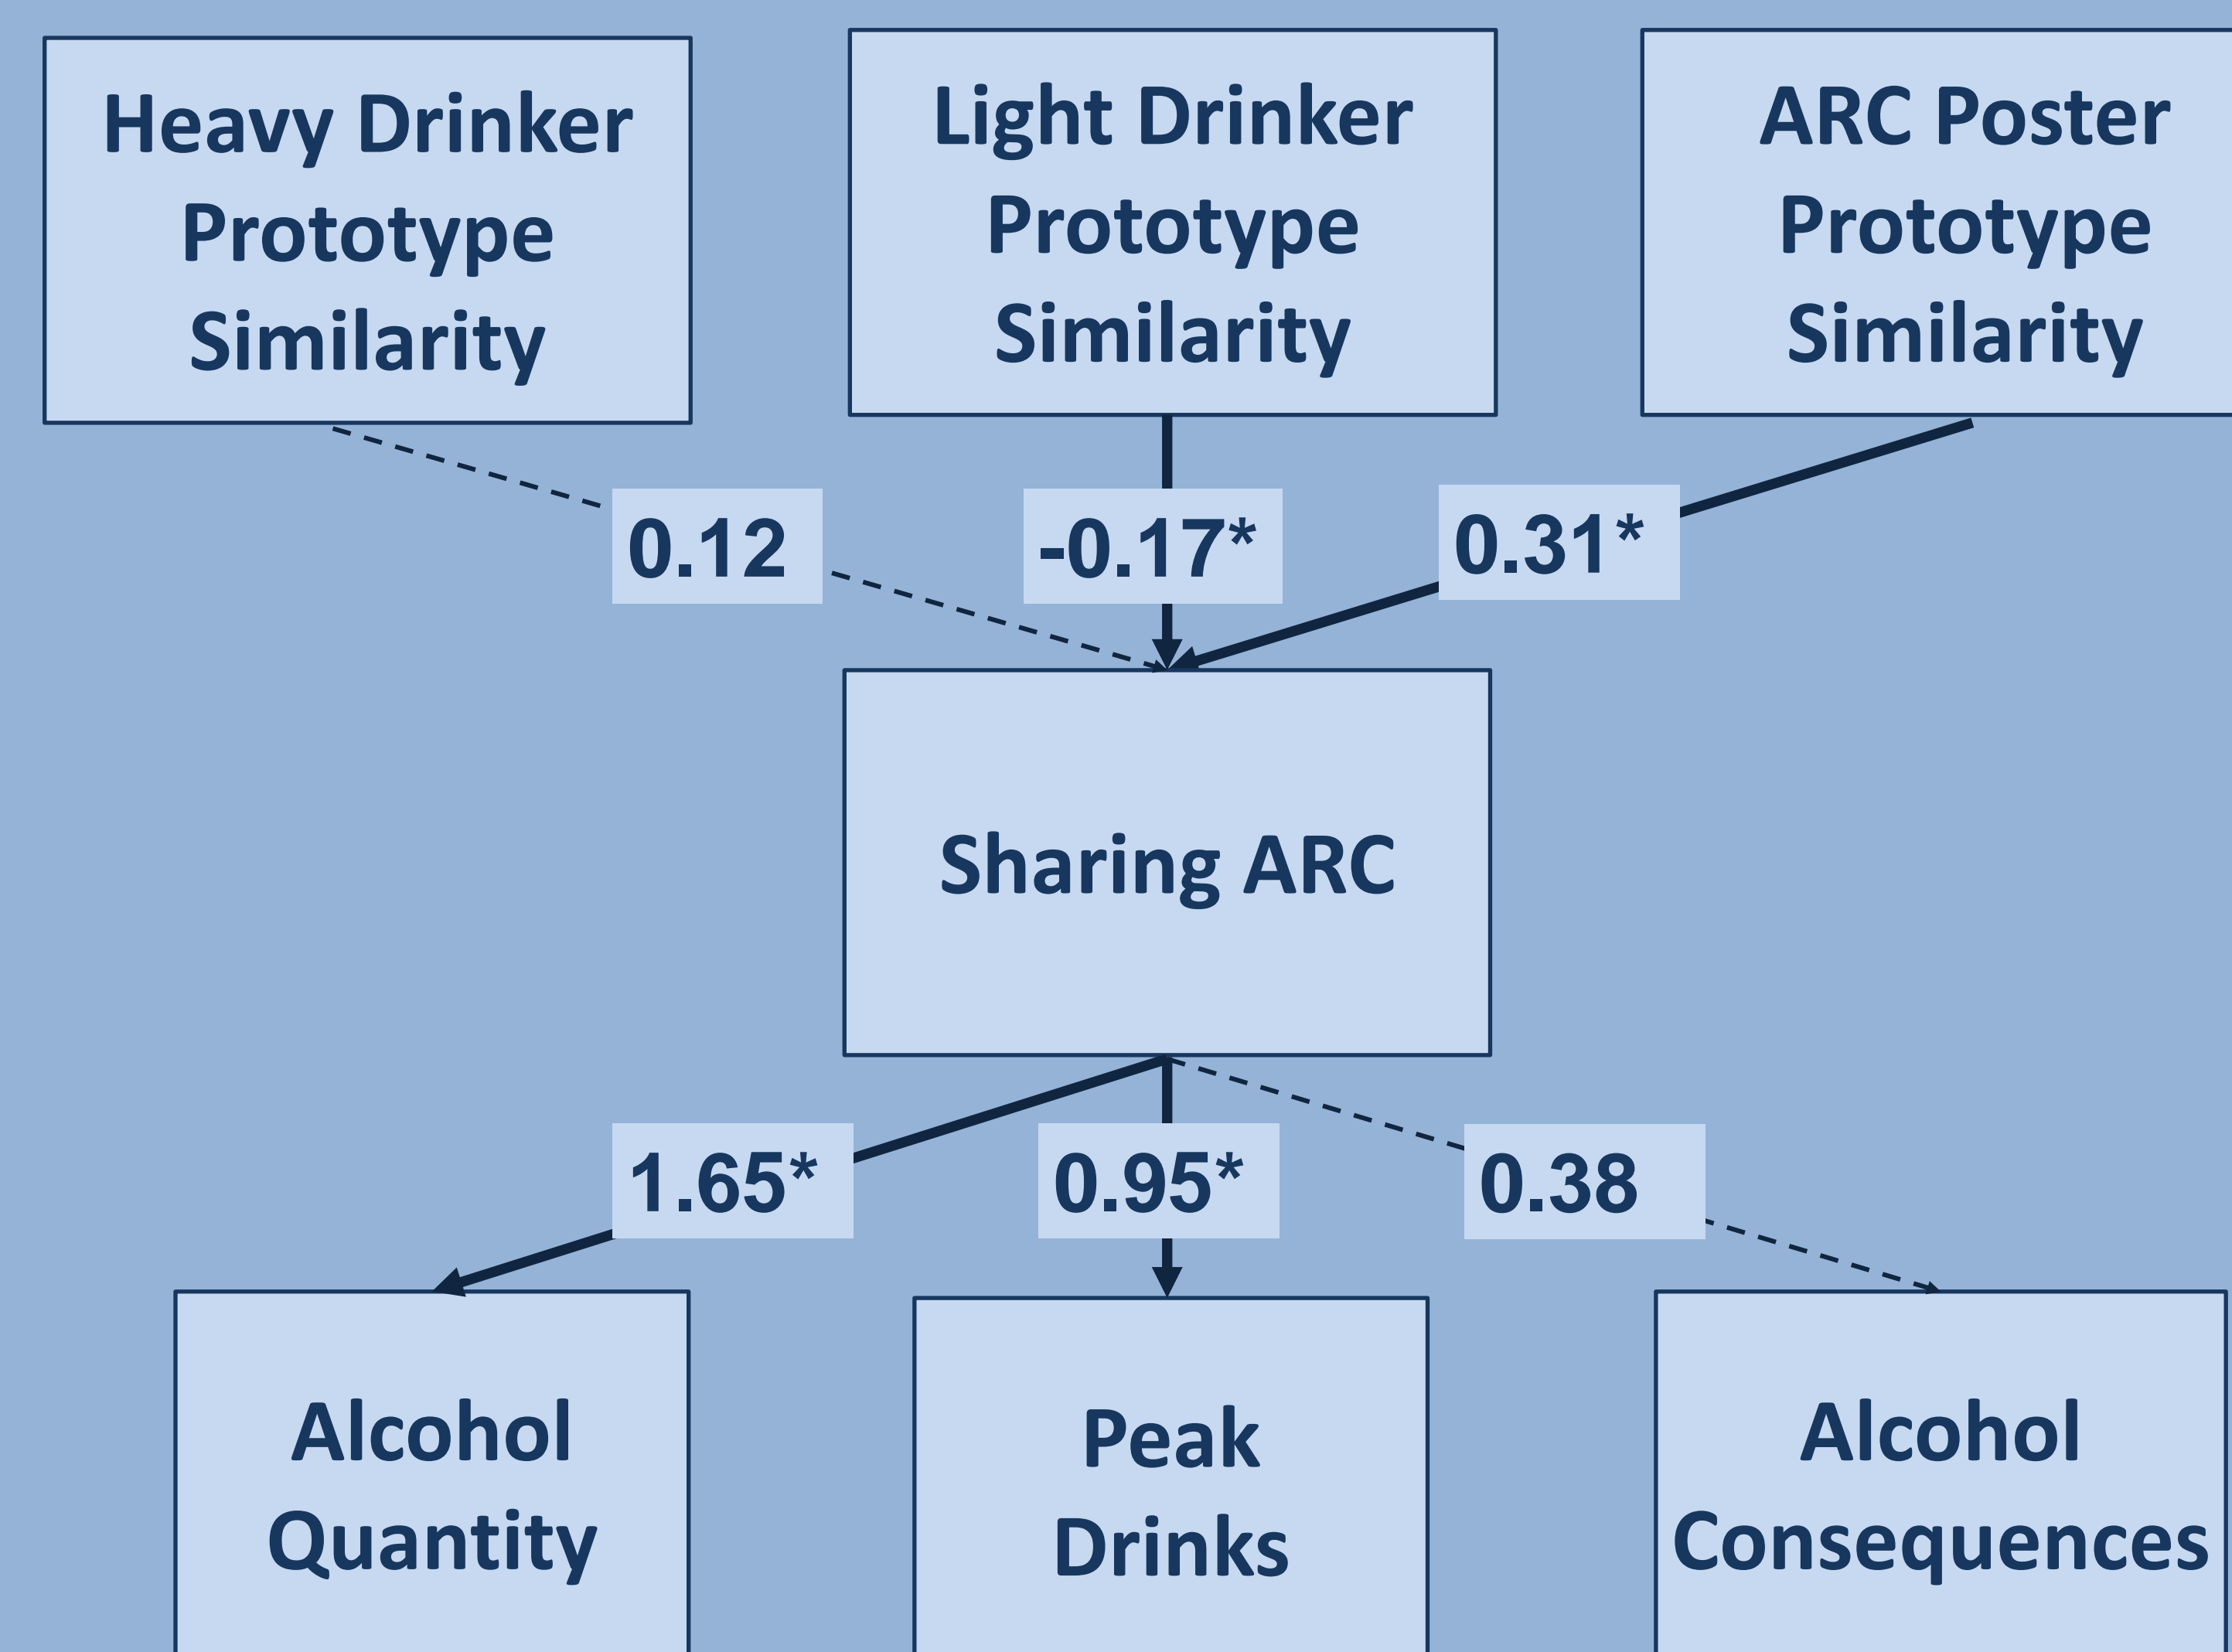 Heavy Drinker
Prototype
Similarity
Light Drinker
Prototype
Similarity
ARC Poster
Prototype
Similarity
0.12
-0.17*
0.31*
Sharing ARC
1.65*
0.95*
0.38
Alcohol
Quantity
Peak
Drinks
Alcohol
Consequences